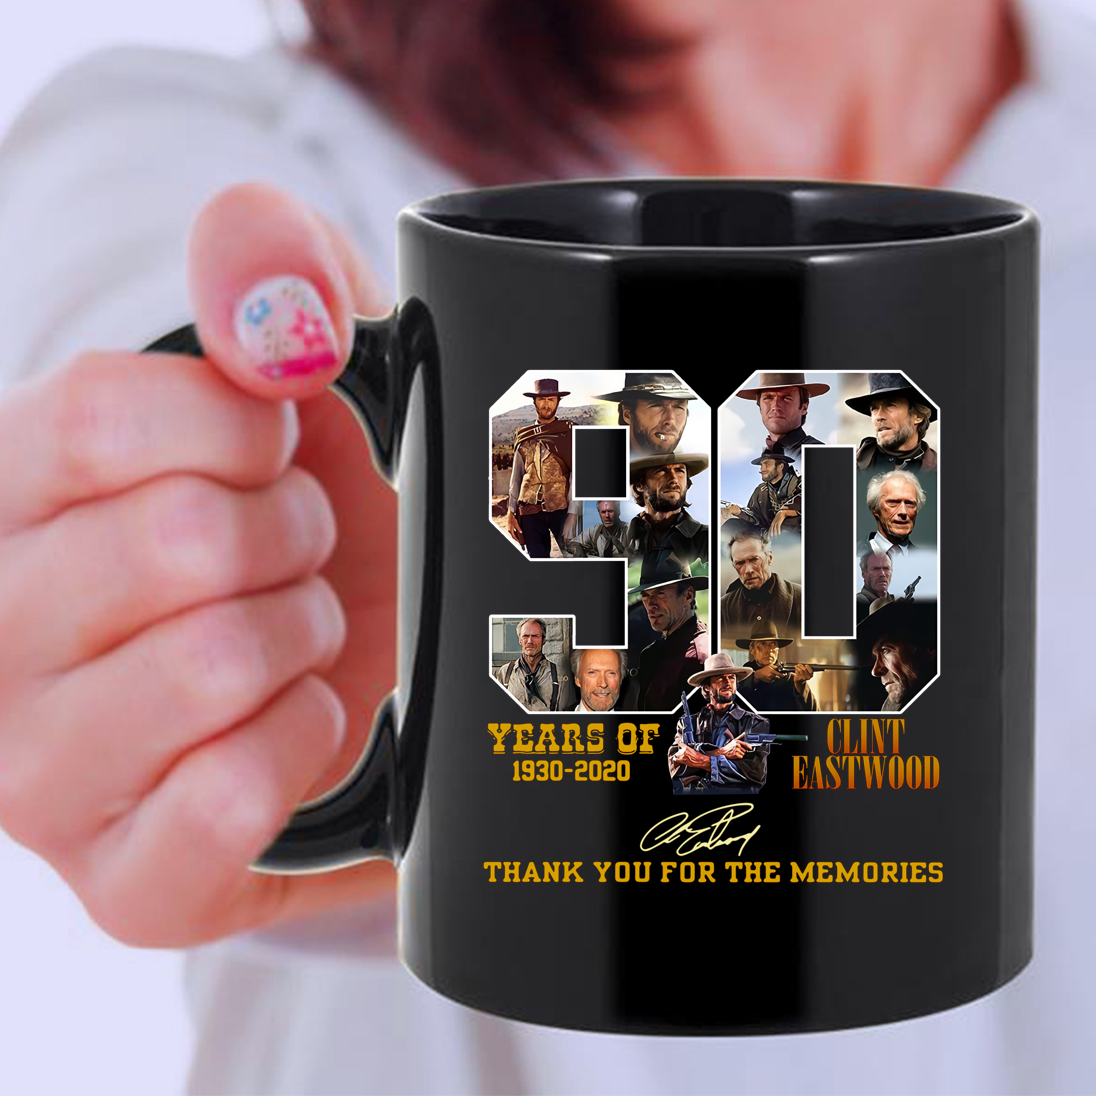 90
YEARS OF
1930-2020
CLINT
EASTWOOD
THANK YOU FOR THE MEMORIES